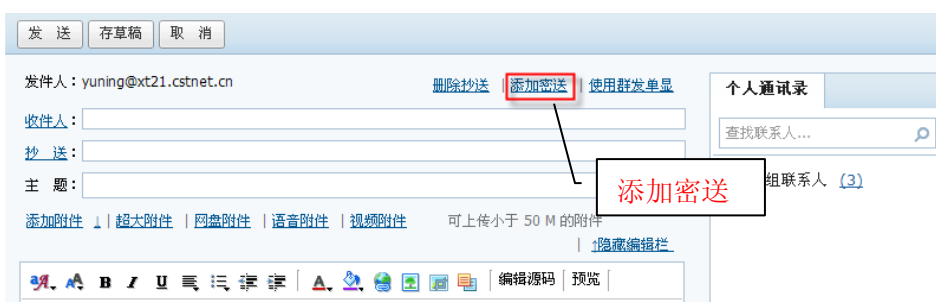 发 送 存草稿 取 消
发件人：yuning@xt21.cstnet.cn 删除抄送 | 添加密送 | 使用群发单显
个人通讯录
收件人：
查找联系人...
抄 送：
主 题：
添加密送
组联系人 (3)
添加附件 ↓ | 超大附件 | 网盘附件 | 语音附件 | 视频附件 可上传小于 50 M 的附件
| ↑隐藏编辑栏
B I U A 编辑源码 预览